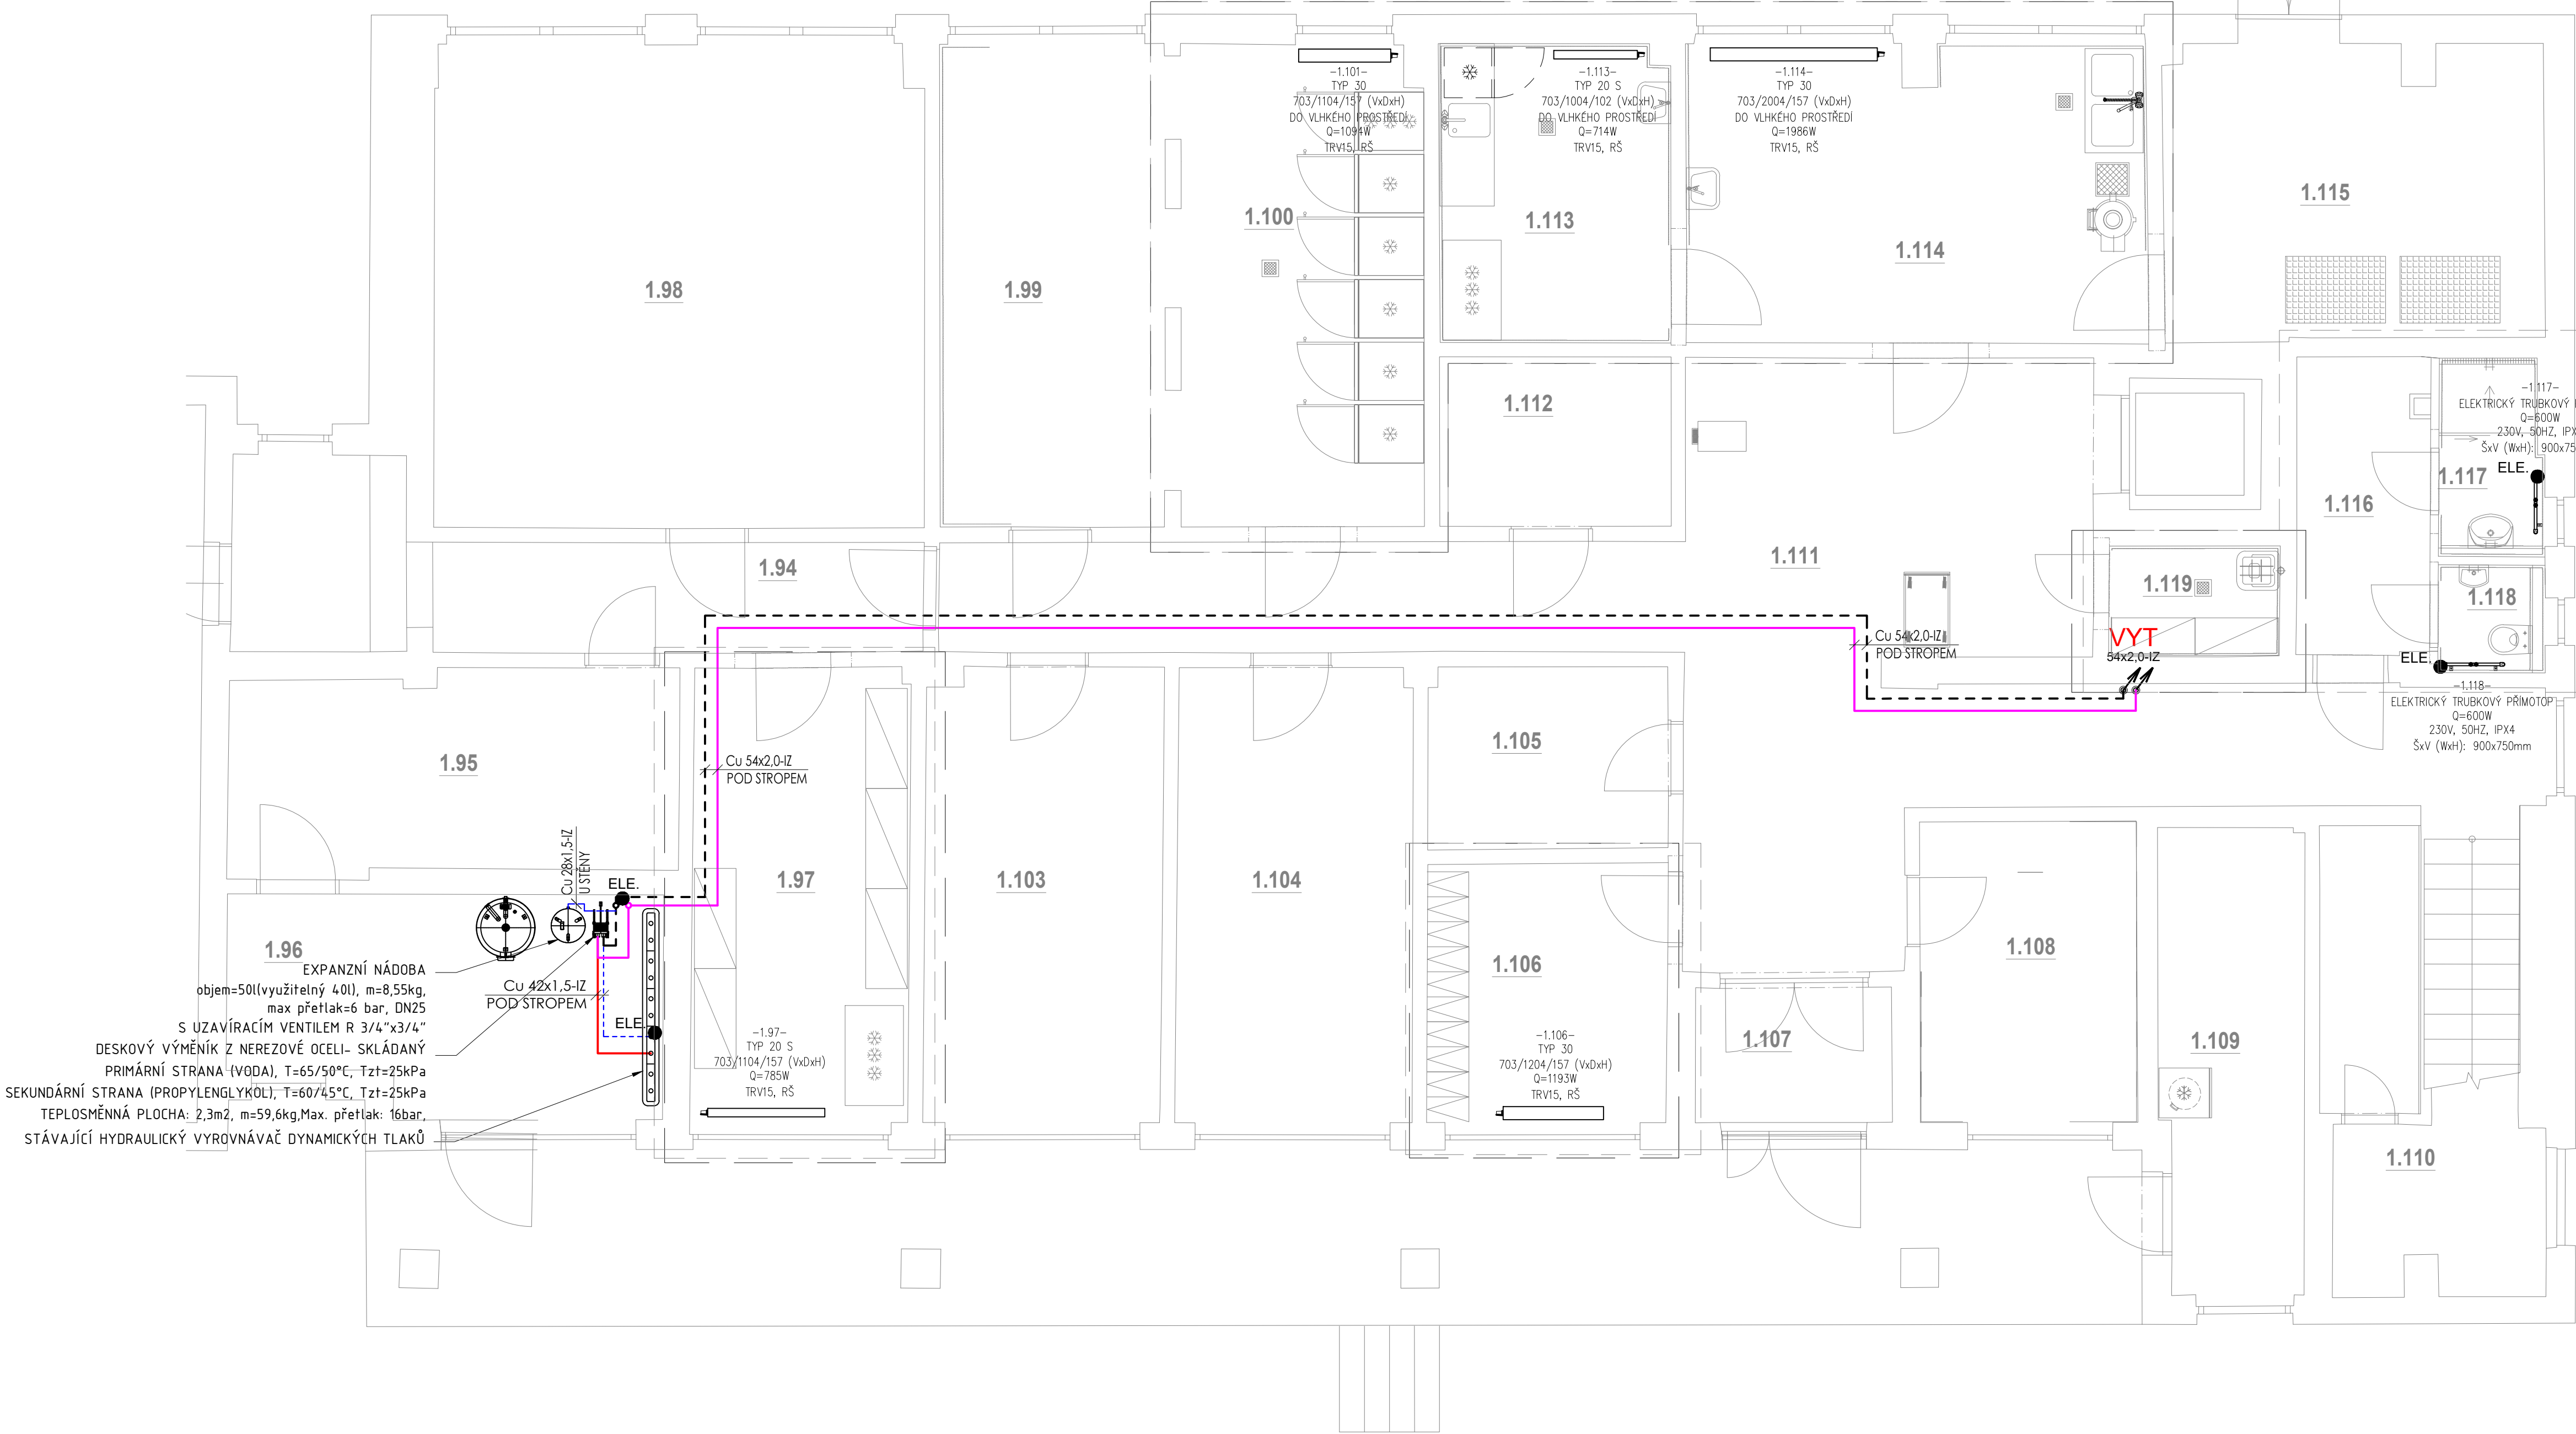 -1.101-
TYP 30
703/1104/157 (VxDxH)
DO VLHKÉHO PROSTŘEDÍ
Q=1094W
TRV15, RŠ
-1.113-
TYP 20 S
703/1004/102 (VxDxH)
DO VLHKÉHO PROSTŘEDÍ
Q=714W
TRV15, RŠ
-1.114-
TYP 30
703/2004/157 (VxDxH)
DO VLHKÉHO PROSTŘEDÍ
Q=1986W
TRV15, RŠ
1.98
1.99
1.100
1.113
1.114
1.115
1.112
-1.117-
ELEKTRICKÝ TRUBKOVÝ
Q=600W
230V, 50HZ, IPX
ŠxV (WxH): 900x75
ELE.
1.117
1.116
1.94
1.111
1.119
1.118
VYT
54x2,0-IZ
ELE.
Cu 54x2,0-IZ
POD STROPEM
-1.118-
ELEKTRICKÝ TRUBKOVÝ PŘÍMOTOP
Q=600W
230V, 50HZ, IPX4
ŠxV (WxH): 900x750mm
1.95
Cu 54x2,0-IZ
POD STROPEM
1.105
Cu 28x1,5-IZ
U STĚNY
ELE.
1.97
1.103
1.104
1.96
1.106
1.108
EXPANZNÍ NÁDOBA
objem=50l(využitelný 40l), m=8,55kg,
max přetlak=6 bar, DN25
S UZAVÍRACÍM VENTILEM R 3/4"x3/4"
Cu 42x1,5-IZ
POD STROPEM
ELE.
DESKOVÝ VÝMĚNÍK Z NEREZOVÉ OCELI- SKLÁDANÝ
PRIMÁRNÍ STRANA (VODA), T=65/50°C, Tzt=25kPa
SEKUNDÁRNÍ STRANA (PROPYLENGLYKOL), T=60/45°C, Tzt=25kPa
TEPLOSMĚNNÁ PLOCHA: 2,3m2, m=59,6kg,Max. přetlak: 16bar,
STÁVAJÍCÍ HYDRAULICKÝ VYROVNÁVAČ DYNAMICKÝCH TLAKŮ
-1.97-
TYP 20 S
703/1104/157 (VxDxH)
Q=785W
TRV15, RŠ
-1.106-
TYP 30
703/1204/157 (VxDxH)
Q=1193W
TRV15, RŠ
1.107
1.109
1.110